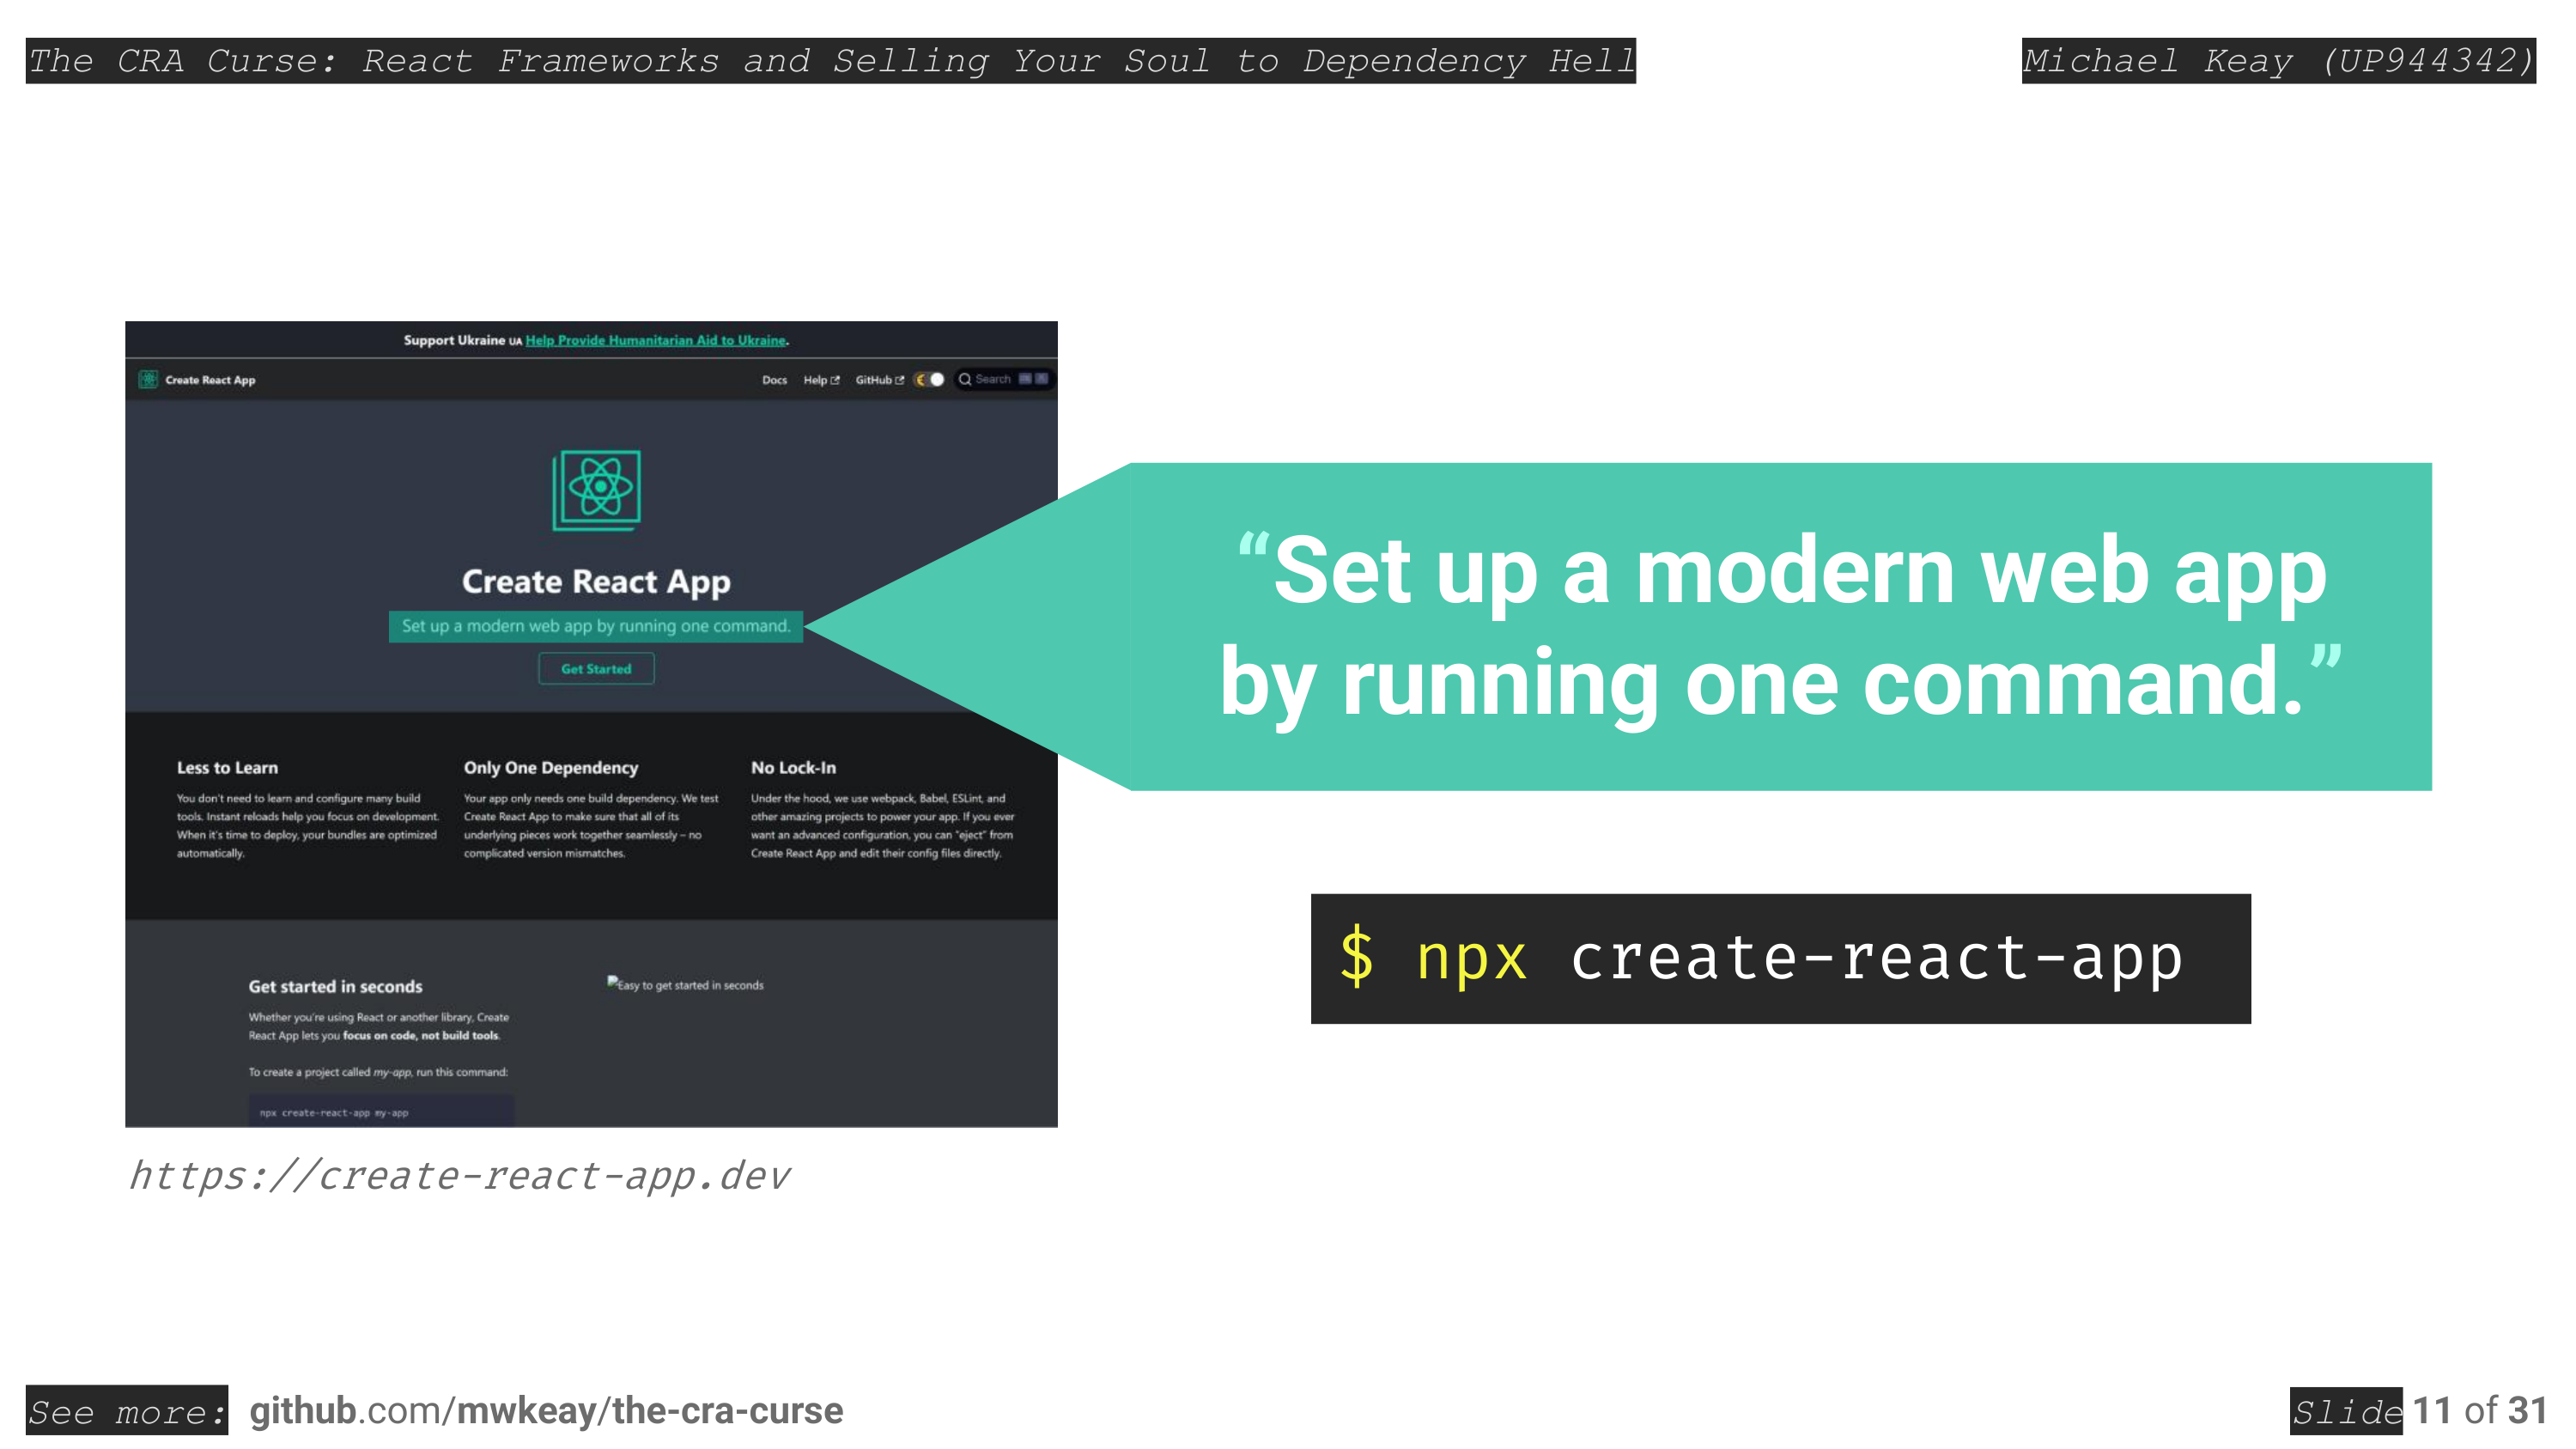 The CRA Curse: React Frameworks and Selling Your Soul to Dependency Hell
Michael Keay (UP944342)
Support Ukraine UA Help Provide Humanitarian Aid to Ukraine.
Create React App
Docs Help GitHub Search
Create React App
Set up a modern web app by running one command.
Get Started
“Set up a modern web app
by running one command.”
Less to Learn
You don't need to learn and configure many build
tools. Instant reloads help you focus on development.
When it's time to deploy, your bundles are optimized
automatically.
Only One Dependency
Your app only needs one build dependency. We test
Create React App to make sure that all of its
underlying pieces work together seamlessly – no
complicated version mismatches.
No Lock-In
Under the hood, we use webpack, Babel, ESLint, and
other amazing projects to power your app. If you ever
want an advanced configuration, you can "eject" from
Create React App and edit their config files directly.
$ npx create-react-app
Get started in seconds
Whether you're using React or another library, Create
React App lets you focus on code, not build tools.
To create a project called my-app, run this command:
npx create-react-app my-app
Easy to get started in seconds
https://create-react-app.dev
See more: github.com/mwkeay/the-cra-curse
Slide 11 of 31